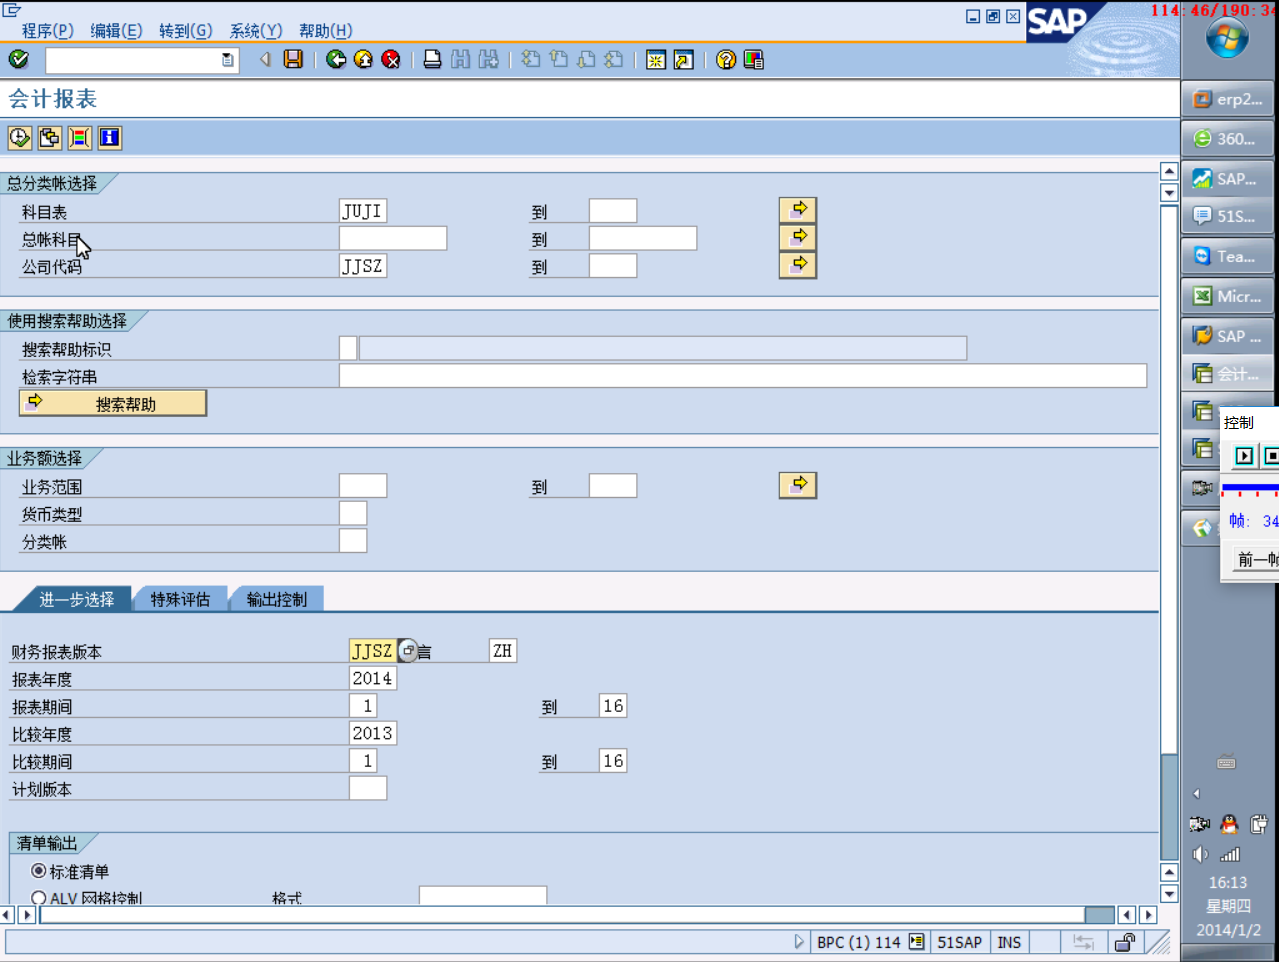 114:46/190:34
程序(P) 编辑(E) 转到(G) 系统(Y) 帮助(H)
SAP
会计报表
总分类帐选择
科目表 JUJI 到
总帐科目 到
公司代码 JJSZ 到
使用搜索帮助选择
搜索帮助标识
检索字符串
搜索帮助
业务额选择
业务范围 到
货币类型
分类帐
进一步选择 特殊评估 输出控制
财务报表版本 JJSZ 言 ZH
报表年度 2014
报表期间 1 到 16
比较年度 2013
比较期间 1 到 16
计划版本
清单输出
标准清单
ALV 网格控制 格式
BPC (1) 114 51SAP INS
erp2...
360...
SAP...
51S...
Tea...
Micr...
SAP ...
会计...
控制
帧: 34
前一帧
16:13
星期四
2014/1/2